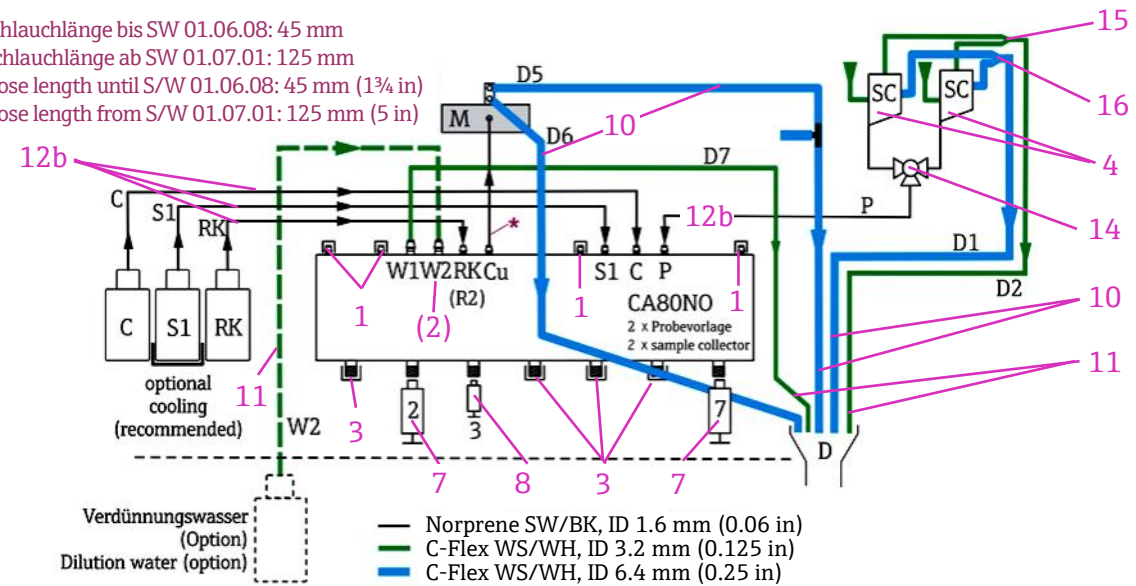 chlauchlänge bis SW 01.06.08: 45 mm
chlauchlänge ab SW 01.07.01: 125 mm
ose length until S/W 01.06.08: 45 mm (1¾ in)
ose length from S/W 01.07.01: 125 mm (5 in)
15
D5
SC
SC
16
M
D6
10
4
12b
D7
C
S1
RK
*
12b
P
14
D1
W1 W2 RK Cu
S1 C P
D2
(R2)
1
(2)
1
CA80NO
1
10
2 x Probevorlage
2 x sample collector
C
S1
RK
11
optional
cooling
(recommended)
11
W2
3
2
3
7
7
8
3
7
D
Verdünnungswasser
(Option)
Dilution water (option)
Norprene SW/BK, ID 1.6 mm (0.06 in)
C-Flex WS/WH, ID 3.2 mm (0.125 in)
C-Flex WS/WH, ID 6.4 mm (0.25 in)